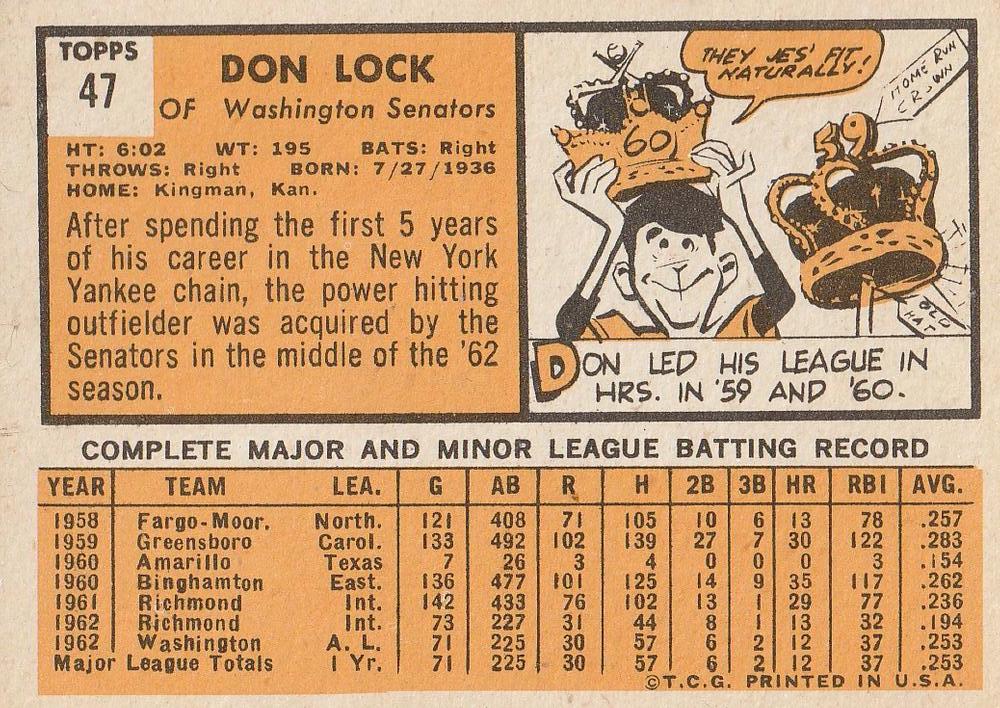 TOPPS
47
DON LOCK
OF Washington Senators
HT: 6:02 WT: 195 BATS: Right
THROWS: Right BORN: 7/27/1936
HOME: Kingman, Kan.
After spending the first 5 years
of his career in the New York
Yankee chain, the power hitting
outfielder was acquired by the
Senators in the middle of the '62
season.
THEY JES' FIT
NATURALLY!
HOME RUN
CROWN
60
59
OLD
HAT
DON LED HIS LEAGUE IN
HRS. IN '59 AND '60.
COMPLETE MAJOR AND MINOR LEAGUE BATTING RECORD
YEAR TEAM LEA. G AB R H 2B 3B HR RBI AVG.
1958 Fargo-Moor. North. 121 408 71 105 10 6 13 78 .257
1959 Greensboro Carol. 133 492 102 139 27 7 30 122 .283
1960 Amarillo Texas 7 26 3 4 0 0 0 3 .154
1960 Binghamton East. 136 477 101 125 14 9 35 117 .262
1961 Richmond Int. 142 433 76 102 13 1 29 77 .236
1962 Richmond Int. 73 227 31 44 8 1 13 32 .194
1962 Washington A. L. 71 225 30 57 6 2 12 37 .253
Major League Totals 1 Yr. 71 225 30 57 6 2 12 37 .253
©T.C.G. PRINTED IN U.S.A.